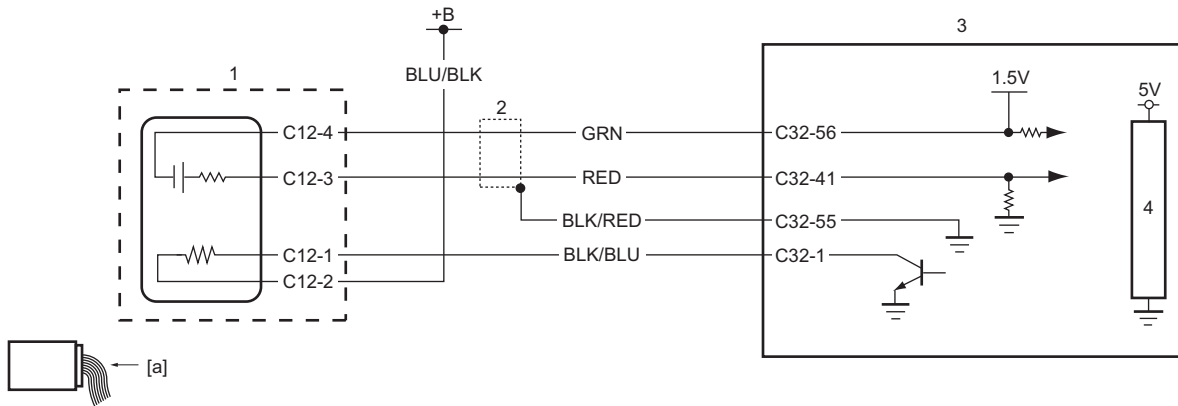 +B
3
1
BLU/BLK
1.5V
5V
2
C12-4
GRN
C32-56
C12-3
RED
C32-41
BLK/RED
C32-55
4
C12-1
BLK/BLU
C32-1
C12-2
[a]